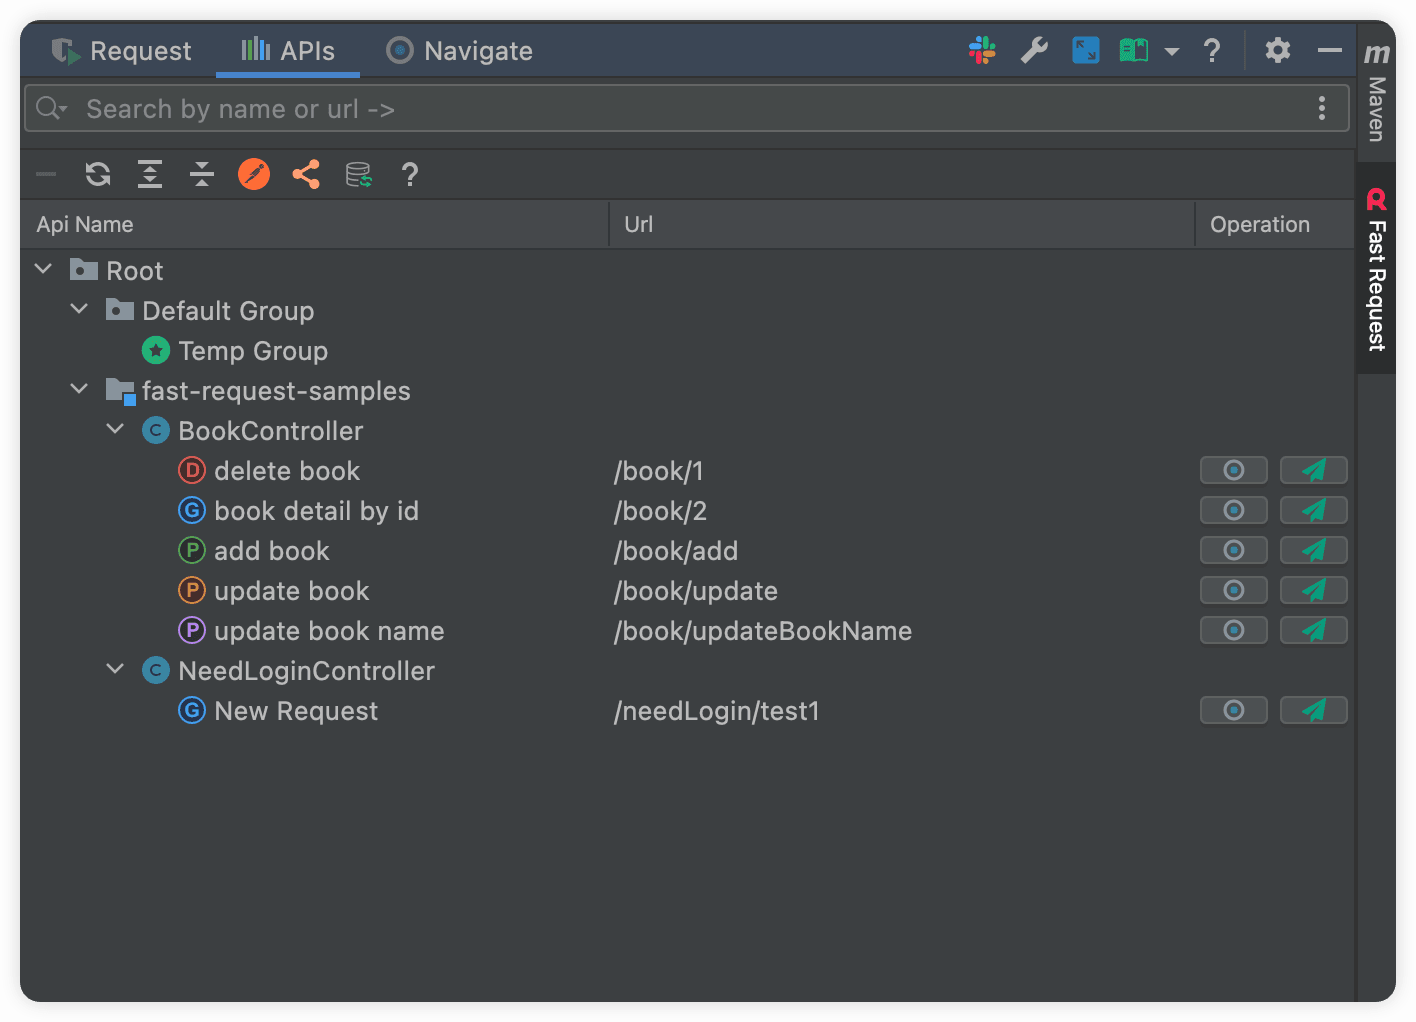 Request APIs Navigate ?
Search by name or url ->
?
Api Name Url Operation
Root
Default Group
Temp Group
fast-request-samples
C BookController
D delete book /book/1
G book detail by id /book/2
P add book /book/add
P update book /book/update
P update book name /book/updateBookName
C NeedLoginController
G New Request /needLogin/test1
m Maven
R Fast Request